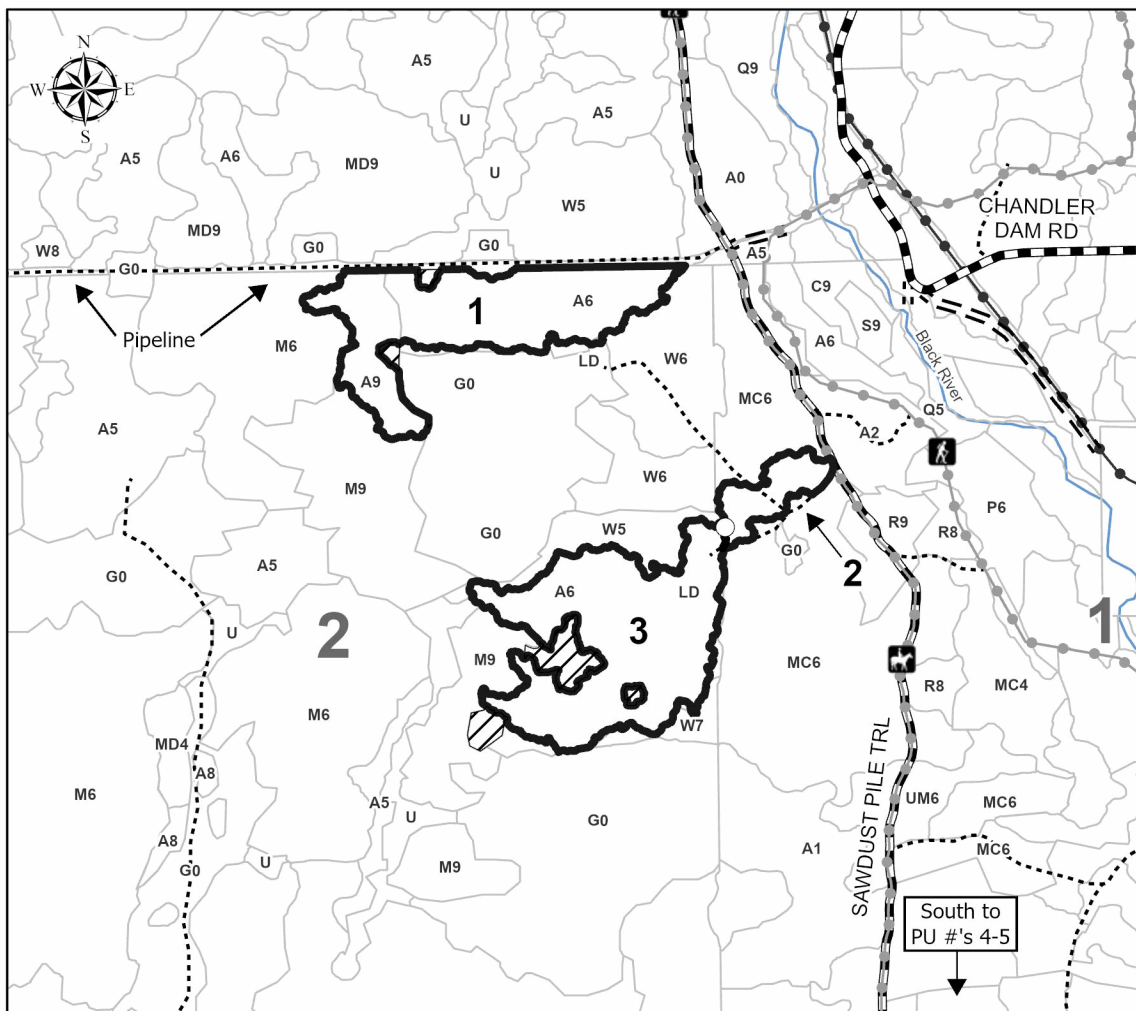 N
W E
S
A5
Q9
U
A5
A5
A6
MD9
U
A0
W5
CHANDLER
DAM RD
MD9
W8
G0
G0
A5
G0
C9
Pipeline
1
A6
S9
Black River
A6
M6
LD
W6
A9
G0
MC6
Q5
A2
A5
M9
W6
P6
R9
R8
W5
G0
G0
2
A5
G0
A6
LD
1
U
2
3
M9
MC6
R8
MC4
M6
W7
SAWDUST PILE TRL
MD4
A8
M6
A5
U
UM6
MC6
G0
A8
A1
MC6
G0
U
M9
South to
PU #'s 4-5